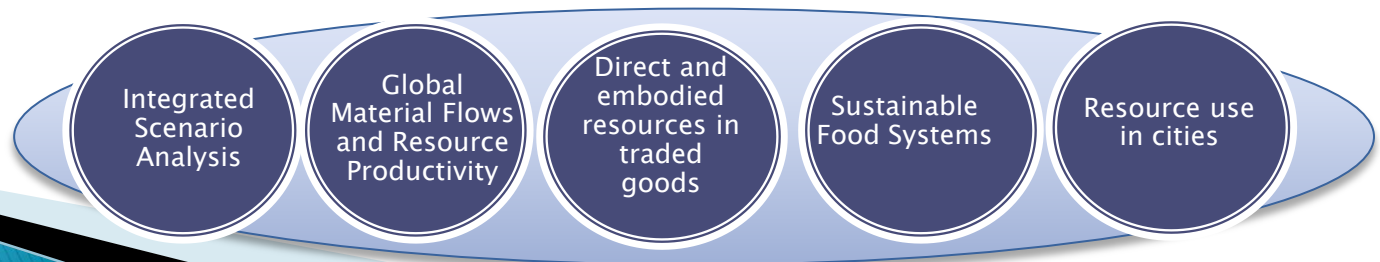 Integrated
Scenario
Analysis
Global
Material Flows
and Resource
Productivity
Direct and
embodied
resources in
traded
goods
Sustainable
Food Systems
Resource use
in cities